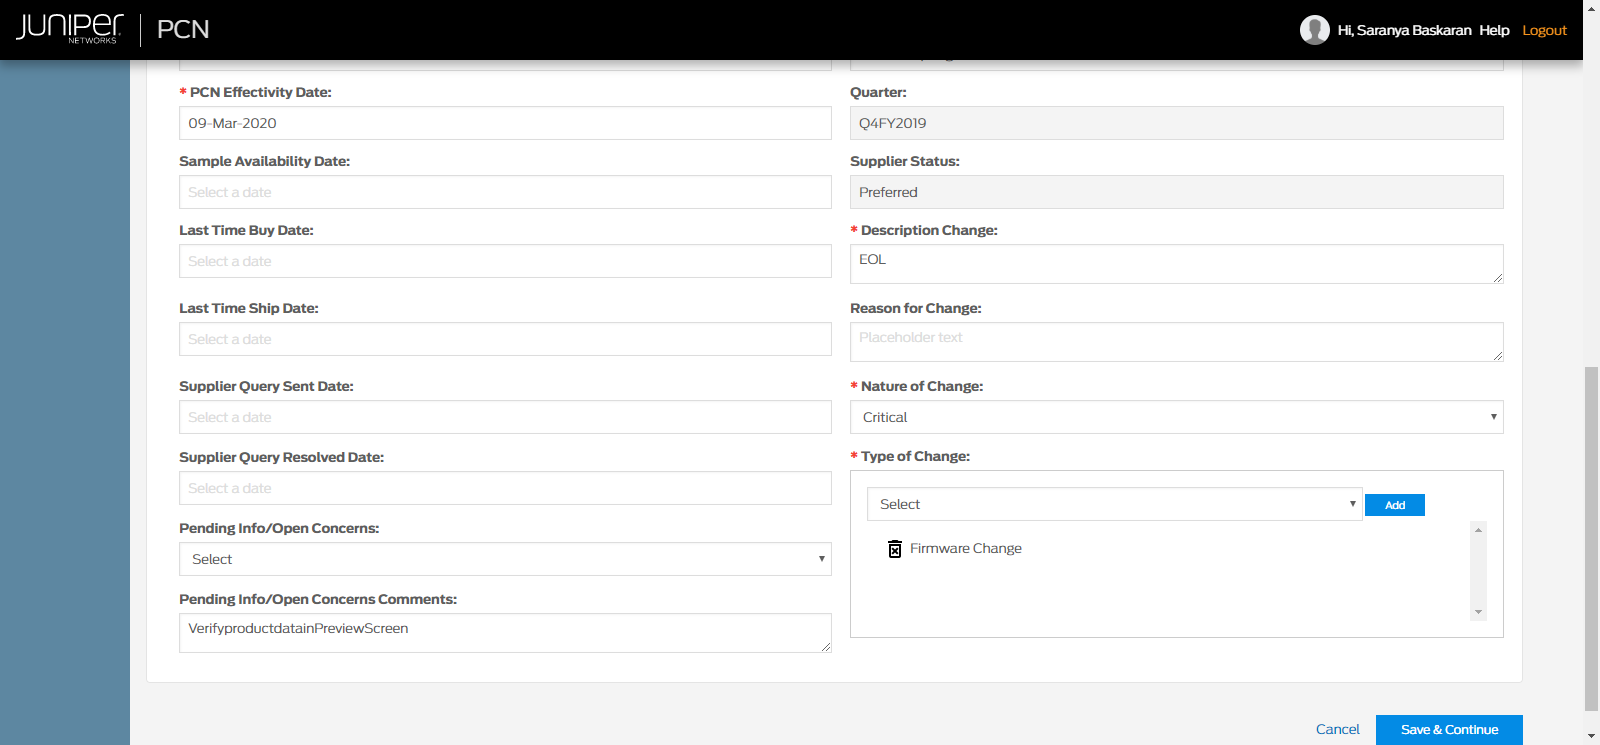 JUNIPER
NETWORKS
PCN
Hi, Saranya Baskaran Help Logout
* PCN Effectivity Date:
09-Mar-2020
Sample Availability Date:
Select a date
Last Time Buy Date:
Select a date
Last Time Ship Date:
Select a date
Supplier Query Sent Date:
Select a date
Supplier Query Resolved Date:
Select a date
Pending Info/Open Concerns:
Select
Pending Info/Open Concerns Comments:
VerifyproductdatainPreviewScreen
Quarter:
Q4FY2019
Supplier Status:
Preferred
* Description Change:
EOL
Reason for Change:
Placeholder text
* Nature of Change:
Critical
* Type of Change:
Select
Add
Firmware Change
Cancel
Save & Continue